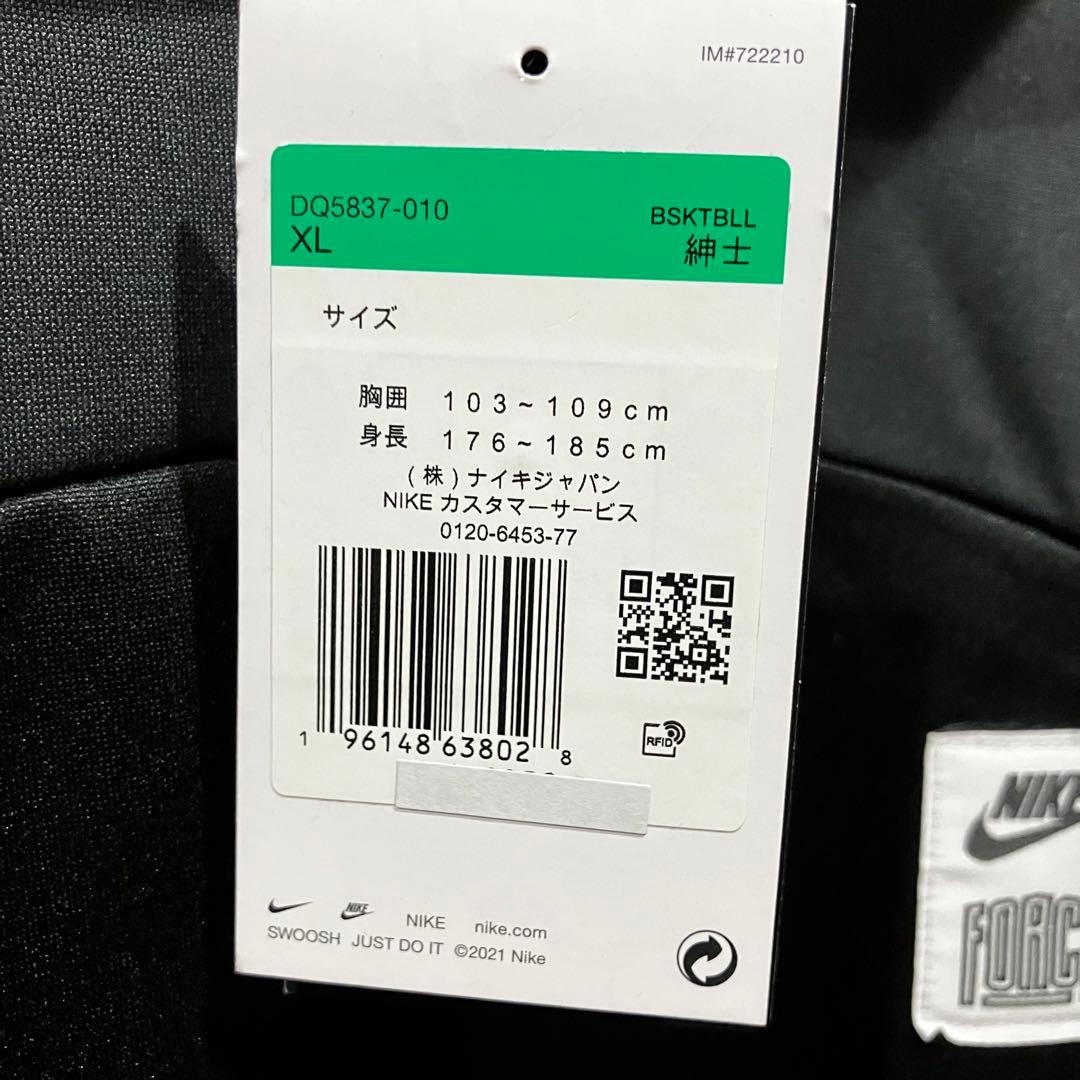 IM#722210
DQ5837-010
XL
BSKTBLL
紳士
サイズ
胸囲 103~109cm
身長 176~185cm
(株)ナイキジャパン
NIKE カスタマーサービス
0120-6453-77
1 96148 63802 8
RFID
NIKE
NIKE nike.com
SWOOSH JUST DO IT ©2021 Nike
NIKE
FORC